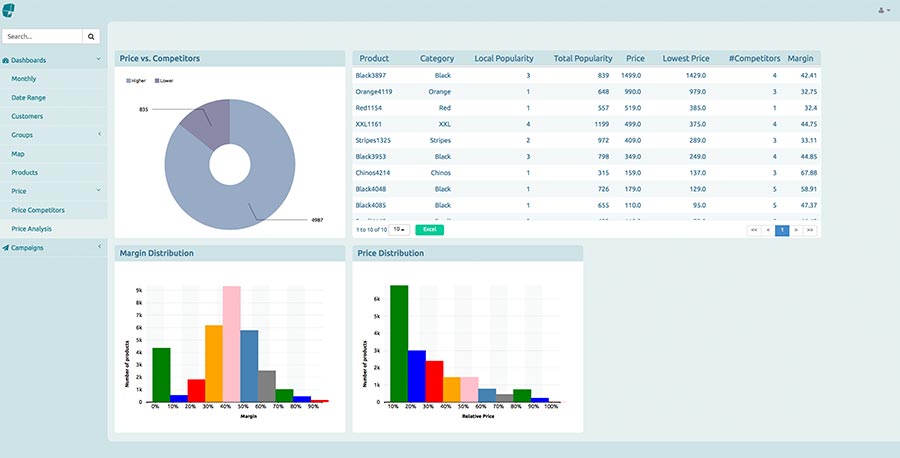 Search...
Dashboards
Monthly
Date Range
Customers
Groups
Map
Products
Price
Price Competitors
Price Analysis
Campaigns
Price vs. Competitors
Higher Lower
835
4987
Product Category Local Popularity Total Popularity Price Lowest Price #Competitors Margin
Black3897 Black 3 839 1499.0 1429.0 4 42.41
Orange4119 Orange 1 648 990.0 979.0 3 32.75
Red1154 Red 1 557 519.0 385.0 1 32.4
XXL1161 XXL 4 1199 499.0 375.0 4 44.75
Stripes1325 Stripes 2 972 409.0 289.0 3 33.11
Black3953 Black 3 798 349.0 249.0 4 44.85
Chinos4214 Chinos 1 315 159.0 137.0 3 67.88
Black4048 Black 1 726 179.0 129.0 5 58.91
Black4085 Black 1 655 110.0 95.0 5 47.37
1 to 10 of 10 10 Excel << < 1 > >>
Margin Distribution
Number of products
9k
8k
7k
6k
5k
4k
3k
2k
1k
0
0% 10% 20% 30% 40% 50% 60% 70% 80% 90%
Margin
Price Distribution
Number of products
6k
5k
4k
3k
2k
1k
0
10% 20% 30% 40% 50% 60% 70% 80% 90% 100%
Relative Price